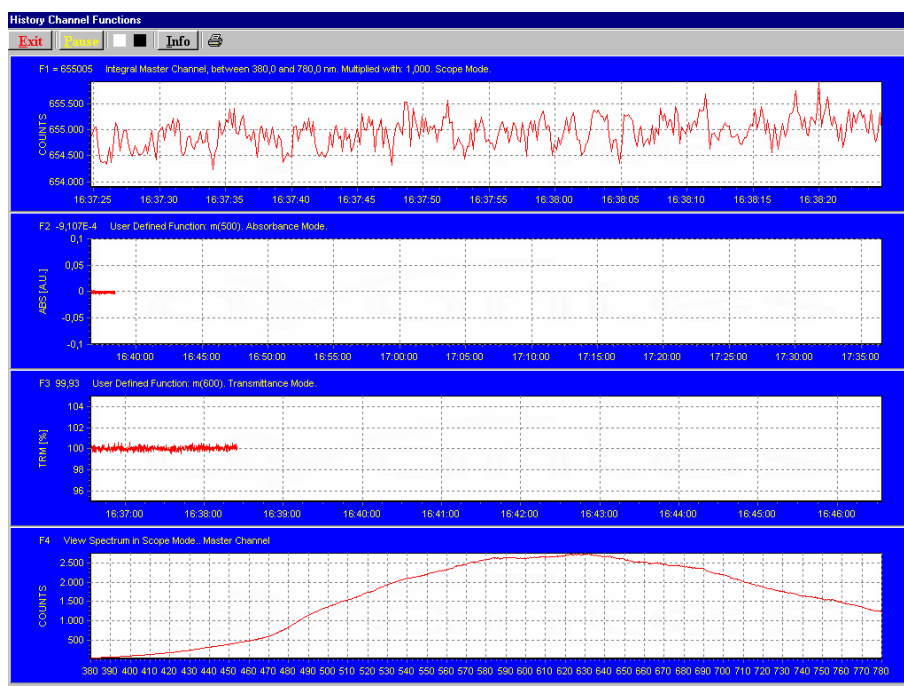 History Channel Functions
Exit Pause Info
F1 = 655005 Integral Master Channel, between 380,0 and 780,0 nm. Multiplied with: 1,000. Scope Mode.
COUNTS
655.500
655.000
654.500
654.000
16:37:25 16:37:30 16:37:35 16:37:40 16:37:45 16:37:50 16:37:55 16:38:00 16:38:05 16:38:10 16:38:15 16:38:20
F2 -9,107E-4 User Defined Function: m(500). Absorbance Mode.
ABS [A.U.]
0,1
0,05
0
-0,05
-0,1
16:40:00 16:45:00 16:50:00 16:55:00 17:00:00 17:05:00 17:10:00 17:15:00 17:20:00 17:25:00 17:30:00 17:35:00
F3 99,93 User Defined Function: m(600). Transmittance Mode.
TRM [%]
104
102
100
98
96
16:37:00 16:38:00 16:39:00 16:40:00 16:41:00 16:42:00 16:43:00 16:44:00 16:45:00 16:46:00
F4 View Spectrum in Scope Mode.. Master Channel
COUNTS
2.500
2.000
1.500
1.000
500
380 390 400 410 420 430 440 450 460 470 480 490 500 510 520 530 540 550 560 570 580 590 600 610 620 630 640 650 660 670 680 690 700 710 720 730 740 750 760 770 780